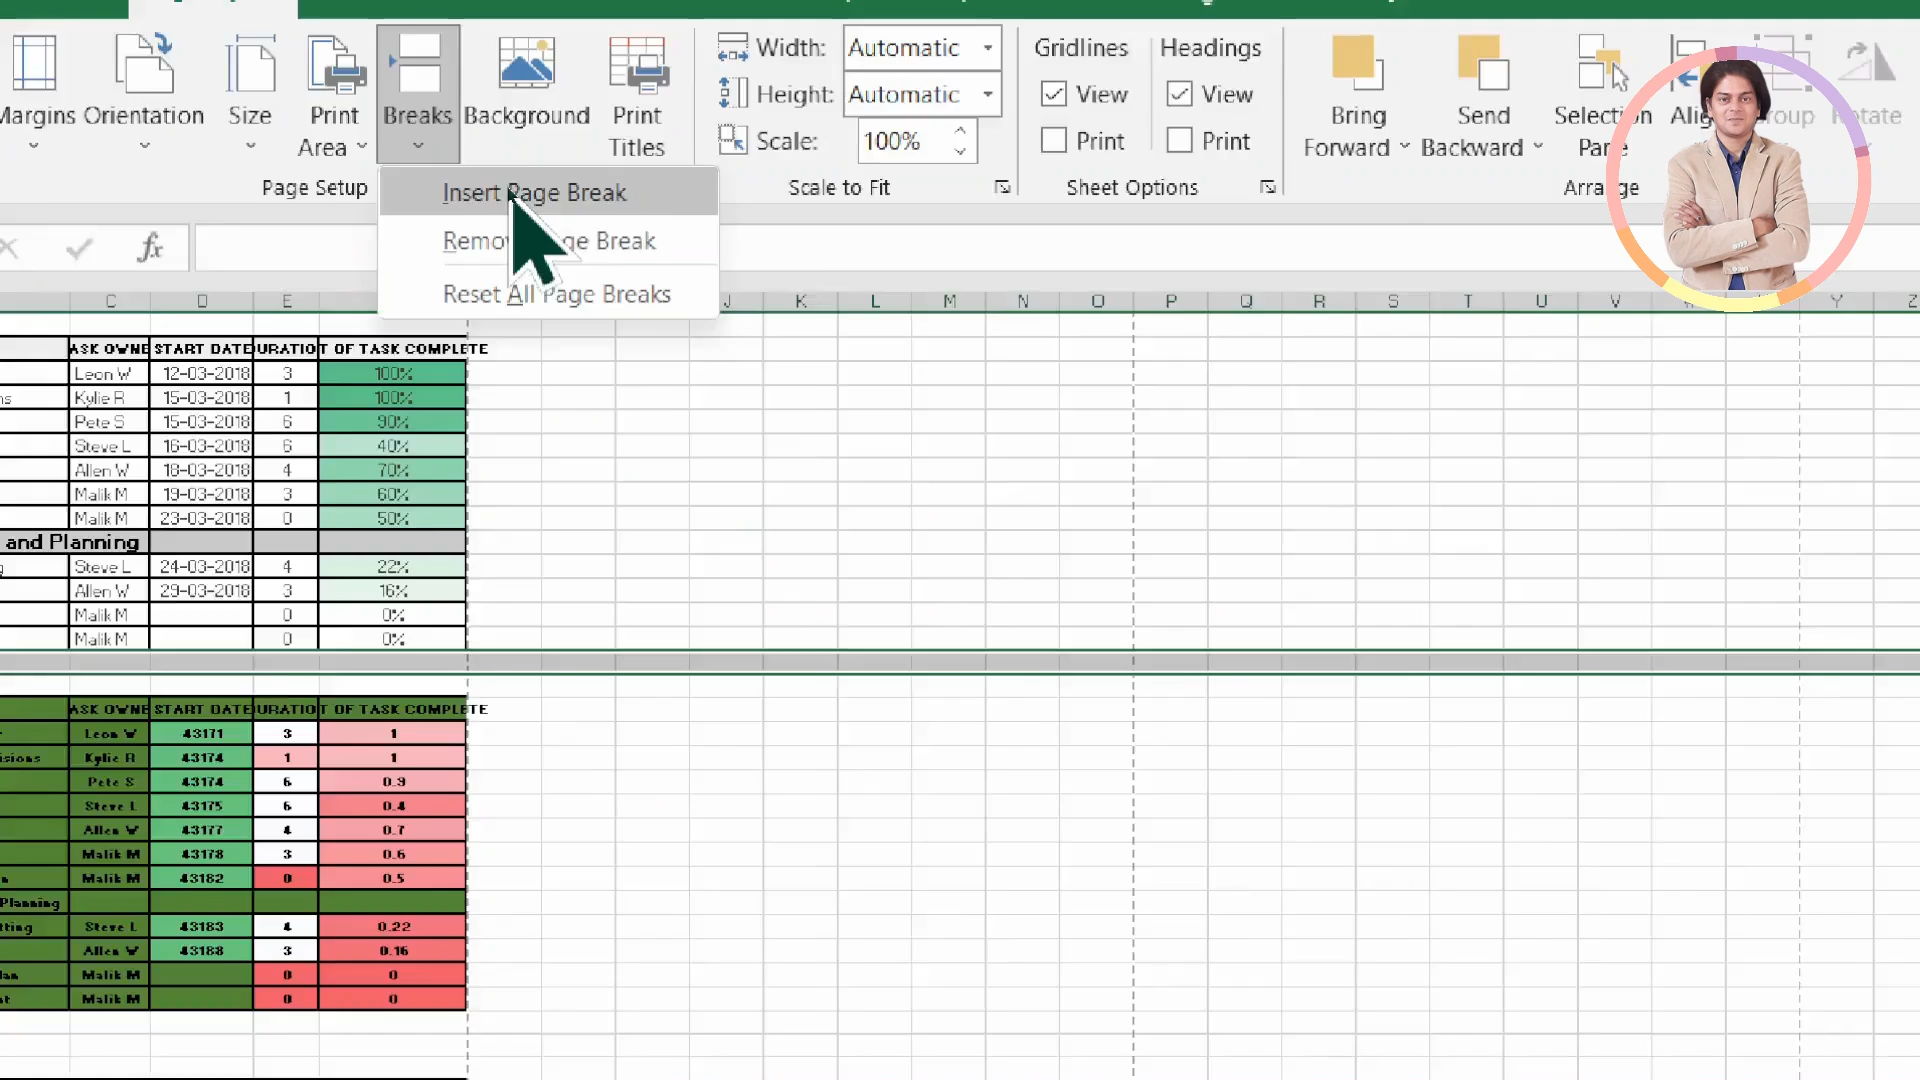 Margins Orientation Size Print Area Breaks Background Print Titles
Width: Automatic
Height: Automatic
Scale: 100%
Gridlines Headings
View View
Print Print
Bring Forward Send Backward Selection Pane Align Group Rotate
Page Setup Scale to Fit Sheet Options Arrange
Insert Page Break
Page Break
Reset All Page Breaks
fx
C D E J K L M N O P Q R S T U V Y Z
ASK OWNE START DATE DURATIO T OF TASK COMPLETE
Leon W 12-03-2018 3 100%
ns Kylie R 15-03-2018 1 100%
Pete S 15-03-2018 6 90%
Steve L 16-03-2018 6 40%
Allen W 18-03-2018 4 70%
Malik M 19-03-2018 3 60%
Malik M 23-03-2018 0 50%
and Planning
g Steve L 24-03-2018 4 22%
Allen W 29-03-2018 3 16%
Malik M 0 0%
Malik M 0 0%
ASK OWNE START DATE DURATIO T OF TASK COMPLETE
Leon W 43171 3 1
isions Kylie R 43174 1 1
Pete S 43174 6 0.9
Steve L 43175 6 0.4
Allen W 43177 4 0.7
Malik M 43178 3 0.6
Malik M 43182 0 0.5
Planning
tting Steve L 43183 4 0.22
Allen W 43188 3 0.16
lan Malik M 0 0
Malik M 0 0